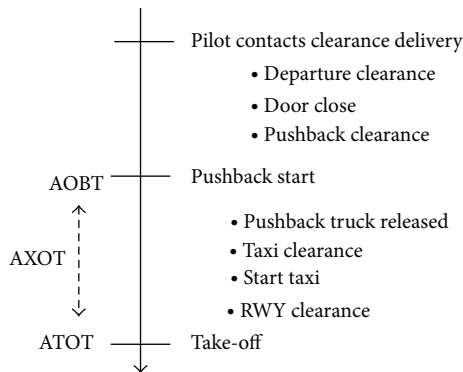 Pilot contacts clearance delivery
• Departure clearance
• Door close
• Pushback clearance
AOBT
Pushback start
• Pushback truck released
• Taxi clearance
AXOT
• Start taxi
• RWY clearance
ATOT
Take-off